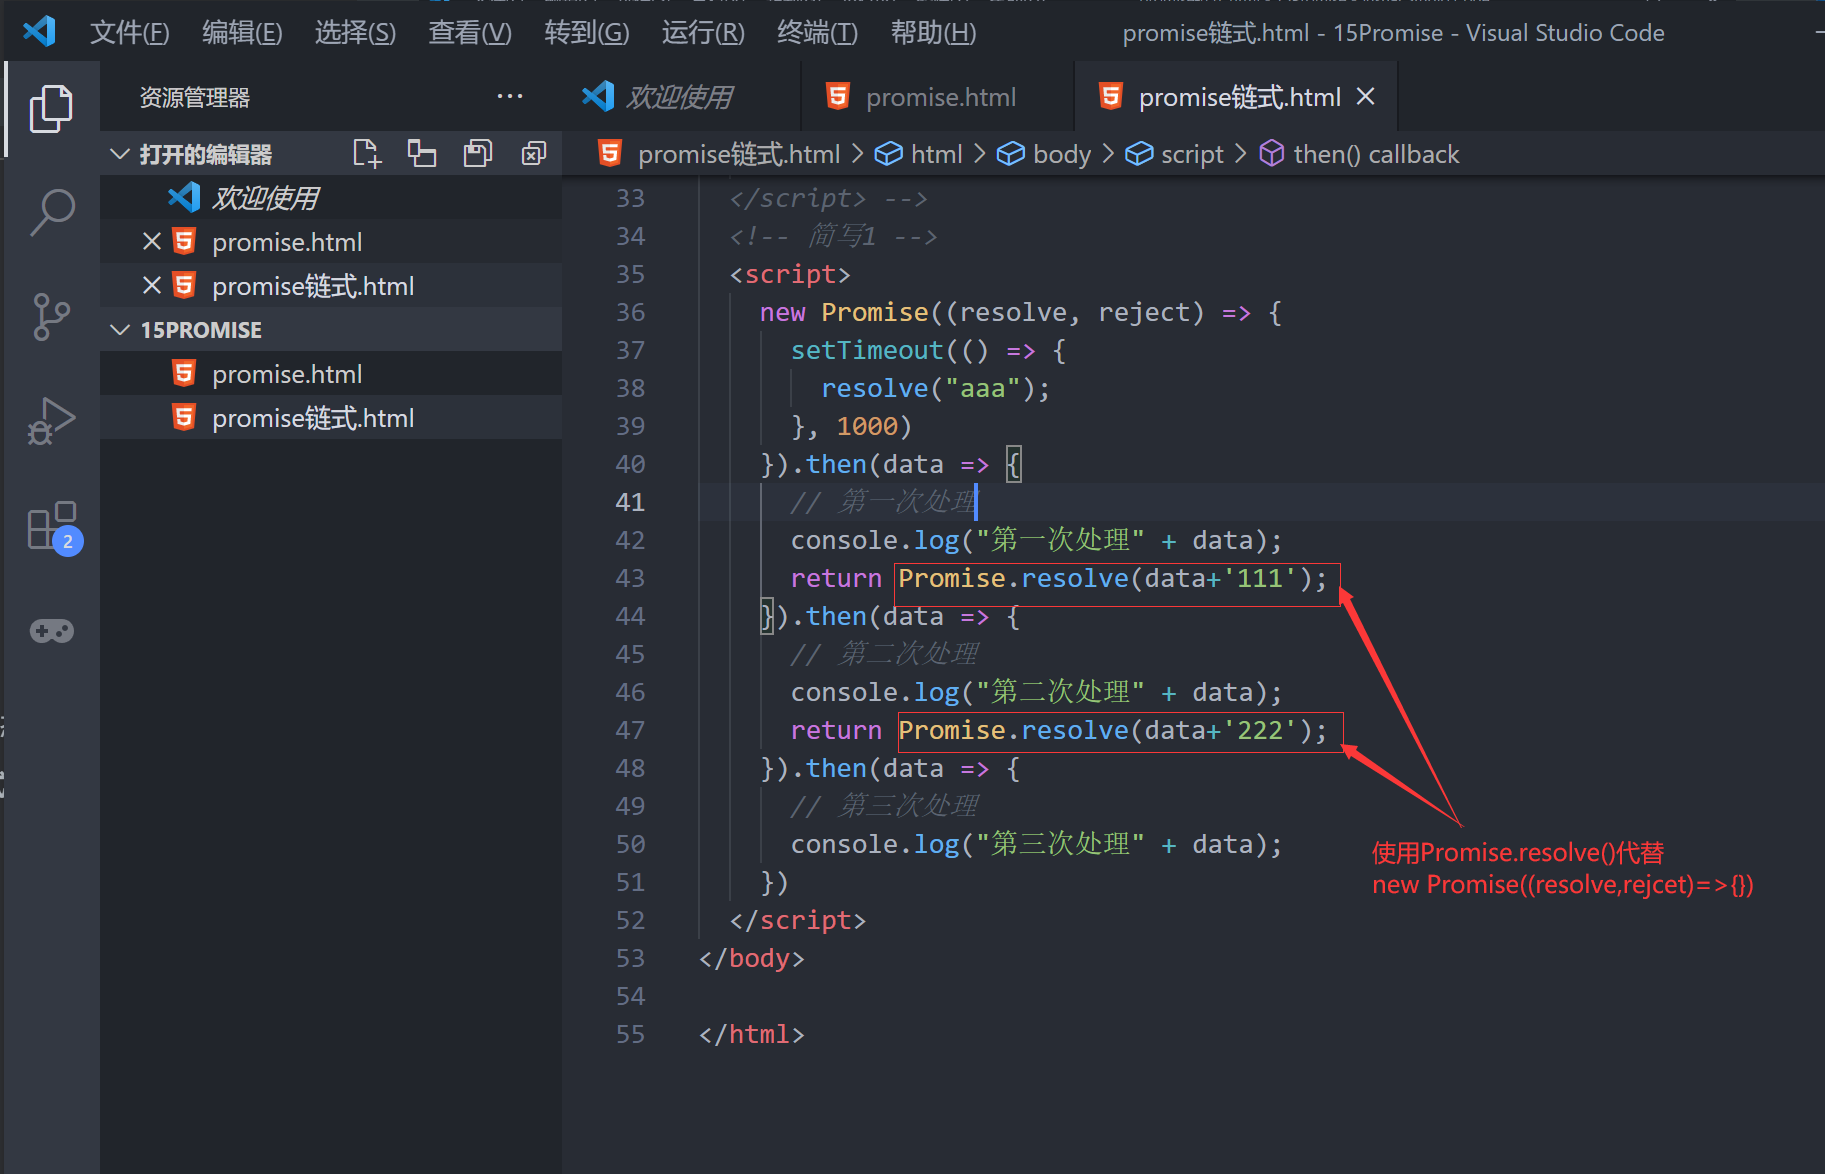 文件(F) 编辑(E) 选择(S) 查看(V) 转到(G) 运行(R) 终端(T) 帮助(H) promise链式.html - 15Promise - Visual Studio Code
资源管理器 ···
欢迎使用 promise.html promise链式.html
打开的编辑器
promise链式.html > html > body > script > then() callback
欢迎使用
promise.html
promise链式.html
15PROMISE
promise.html
promise链式.html
2
33 </script> -->
34 <!-- 简写1 -->
35 <script>
36 new Promise((resolve, reject) => {
37 setTimeout(() => {
38 resolve("aaa");
39 }, 1000)
40 }).then(data => {
41 // 第一次处理
42 console.log("第一次处理" + data);
43 return Promise.resolve(data+'111');
44 }).then(data => {
45 // 第二次处理
46 console.log("第二次处理" + data);
47 return Promise.resolve(data+'222');
48 }).then(data => {
49 // 第三次处理
50 console.log("第三次处理" + data);
51 })
52 </script>
53 </body>
54
55 </html>
使用Promise.resolve()代替
new Promise((resolve,rejcet)=>{})